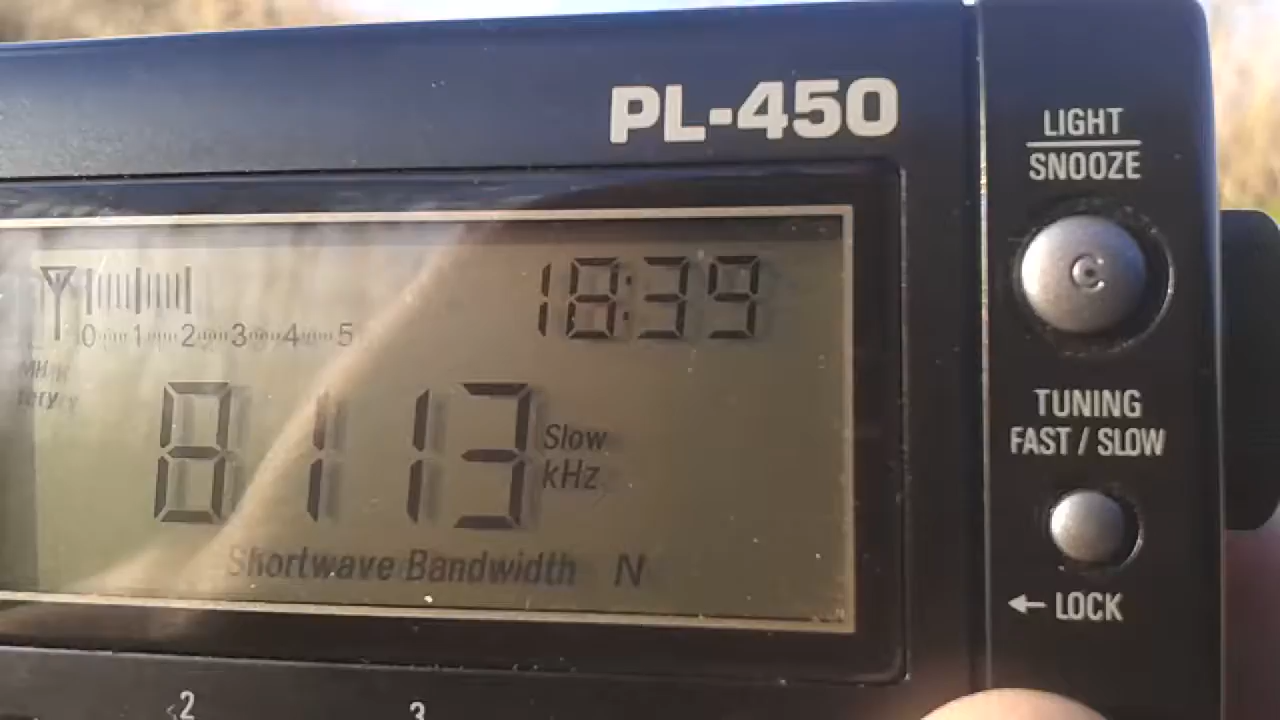 PL-450
LIGHT
SNOOZE
18:39
0 1 2 3 4 5
8113
Slow
kHz
TUNING
FAST / SLOW
Shortwave Bandwidth N
← LOCK
<2
3